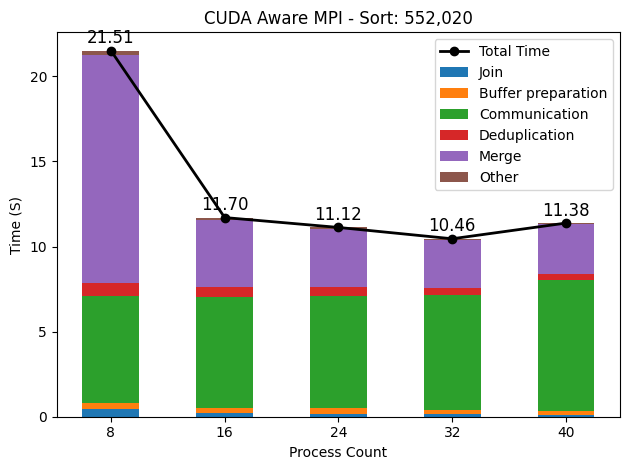 CUDA Aware MPI - Sort: 552,020
Time (S)
20
15
10
5
0
21.51
11.70
11.12
10.46
11.38
Total Time
Join
Buffer preparation
Communication
Deduplication
Merge
Other
8 16 24 32 40
Process Count